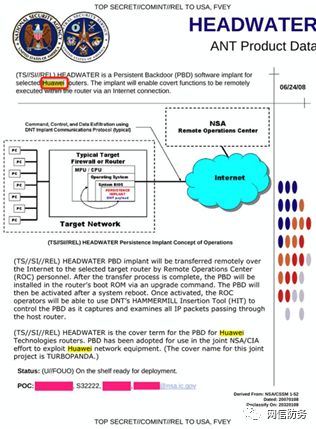 TOP SECRET//COMINT//REL TO USA, FVEY
HEADWATER
ANT Product Data
(TS//SI//REL) HEADWATER is a Persistent Backdoor (PBD) software implant for
selected Huawei routers. The implant will enable covert functions to be remotely
executed within the router via an Internet connection.
06/24/08
Command, Control, and Data Exfiltration using
DNT Implant Communications Protocol (typical)
NSA
Remote Operations Center
Typical Target
Firewall or Router
MPU / CPU
Operating System
System BIOS
PERSISTENCE
IMPLANT
DNT payload
PC
PC
PC
PC
PC
PC
Internet
Target Network
(TS//SI//REL) HEADWATER Persistence Implant Concept of Operations
(TS//SI//REL) HEADWATER PBD implant will be transferred remotely over
the Internet to the selected target router by Remote Operations Center
(ROC) personnel. After the transfer process is complete, the PBD will be
installed in the router's boot ROM via an upgrade command. The PBD will
then be activated after a system reboot. Once activated, the ROC
operators will be able to use DNT's HAMMERMILL Insertion Tool (HIT) to
control the PBD as it captures and examines all IP packets passing through
the host router.
(TS//SI//REL) HEADWATER is the cover term for the PBD for Huawei
Technologies routers. PBD has been adopted for use in the joint NSA/CIA
effort to exploit Huawei network equipment. (The cover name for this joint
project is TURBOPANDA.)
Status: (U//FOUO) On the shelf ready for deployment.
POC: S32222, @nsa.ic.gov
Derived From: NSA/CSSM 1-52
Dated: 20070108
Declassify On: 20320108
网信防务
TOP SECRET//COMINT//REL TO USA, FVEY